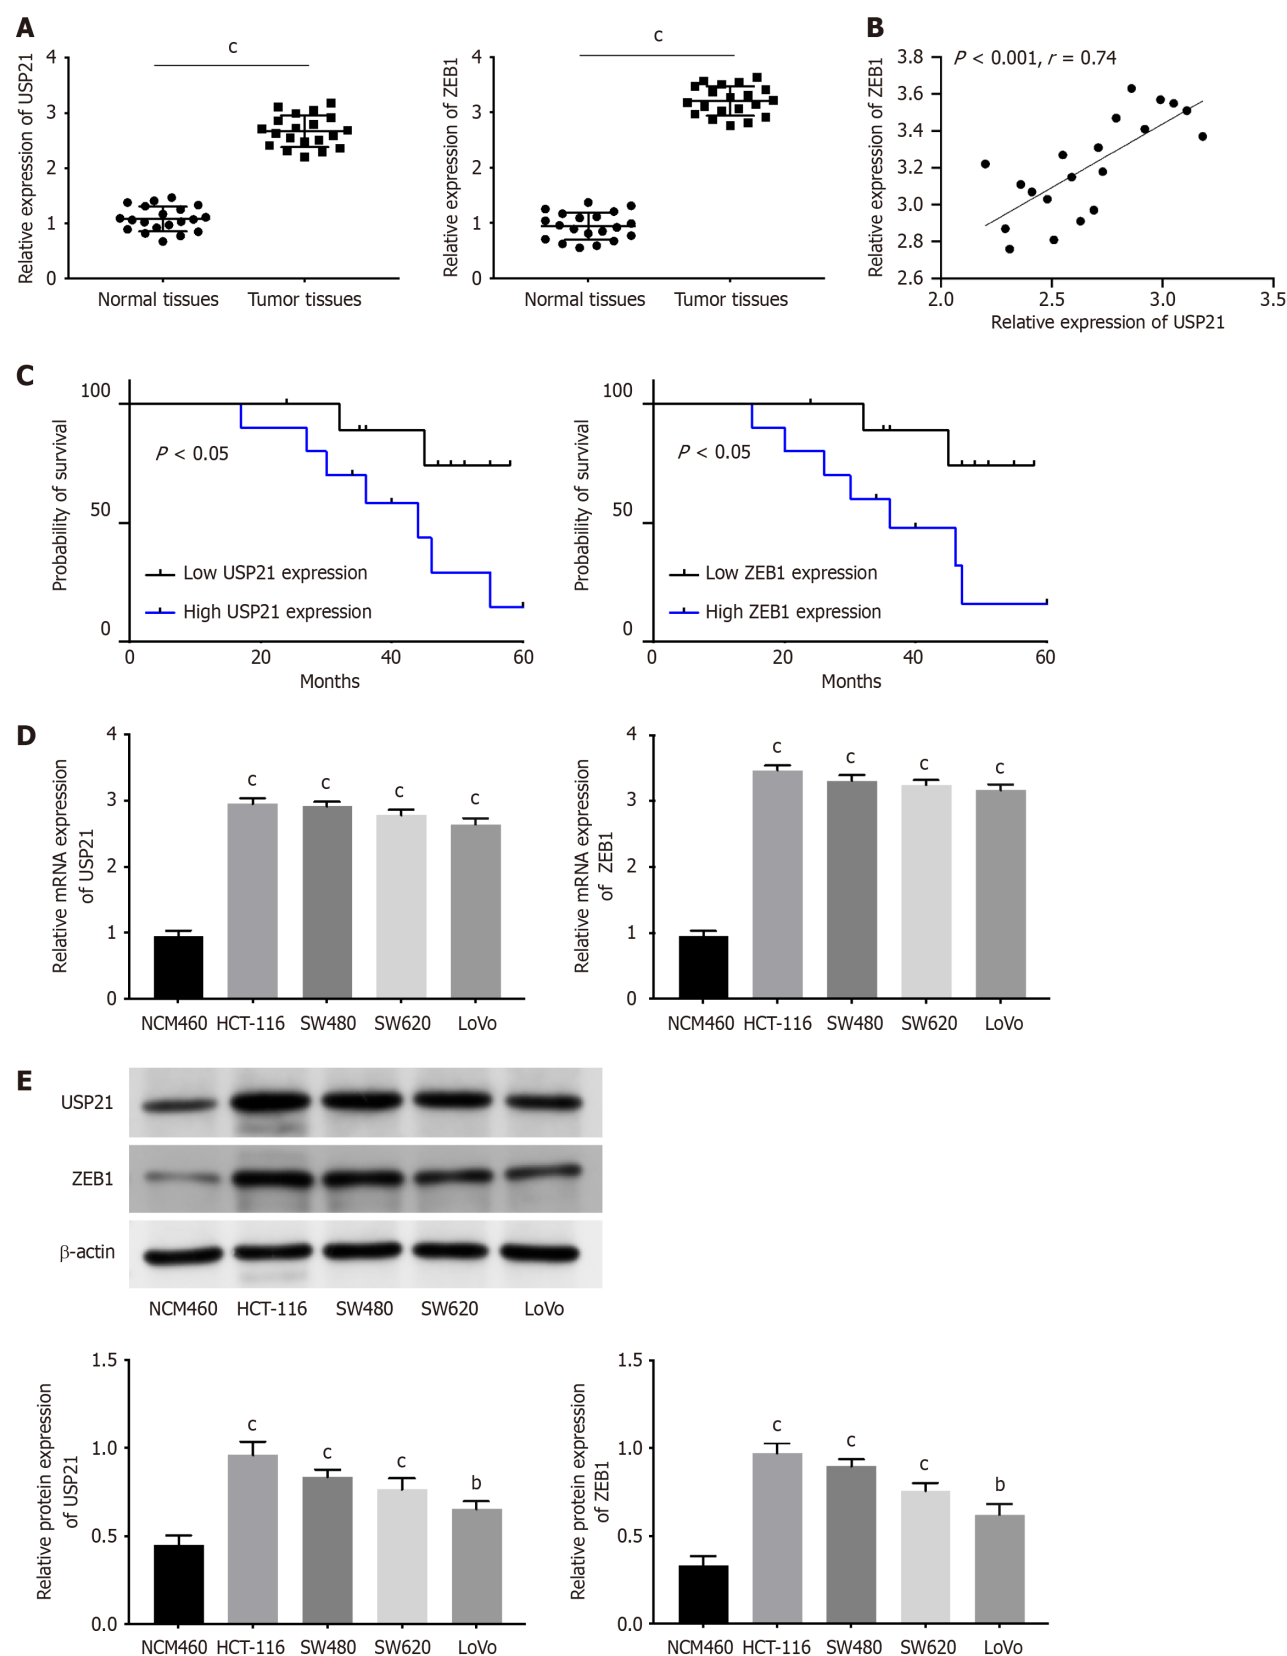 A
c
Relative expression of USP21
4
3
2
1
0
Normal tissues
Tumor tissues
c
Relative expression of ZEB1
4
3
2
1
0
Normal tissues
Tumor tissues
B
P < 0.001, r = 0.74
Relative expression of ZEB1
3.8
3.6
3.4
3.2
3.0
2.8
2.6
2.0
2.5
3.0
3.5
Relative expression of USP21
C
Probability of survival
100
50
0
P < 0.05
Low USP21 expression
High USP21 expression
0
20
40
60
Months
Probability of survival
100
50
0
P < 0.05
Low ZEB1 expression
High ZEB1 expression
0
20
40
60
Months
D
Relative mRNA expression
of USP21
4
3
2
1
0
c
c
c
c
NCM460
HCT-116
SW480
SW620
LoVo
Relative mRNA expression
of ZEB1
4
3
2
1
0
c
c
c
c
NCM460
HCT-116
SW480
SW620
LoVo
E
USP21
ZEB1
β-actin
NCM460
HCT-116
SW480
SW620
LoVo
Relative protein expression
of USP21
1.5
1.0
0.5
0.0
c
c
c
b
NCM460
HCT-116
SW480
SW620
LoVo
Relative protein expression
of ZEB1
1.5
1.0
0.5
0.0
c
c
c
b
NCM460
HCT-116
SW480
SW620
LoVo